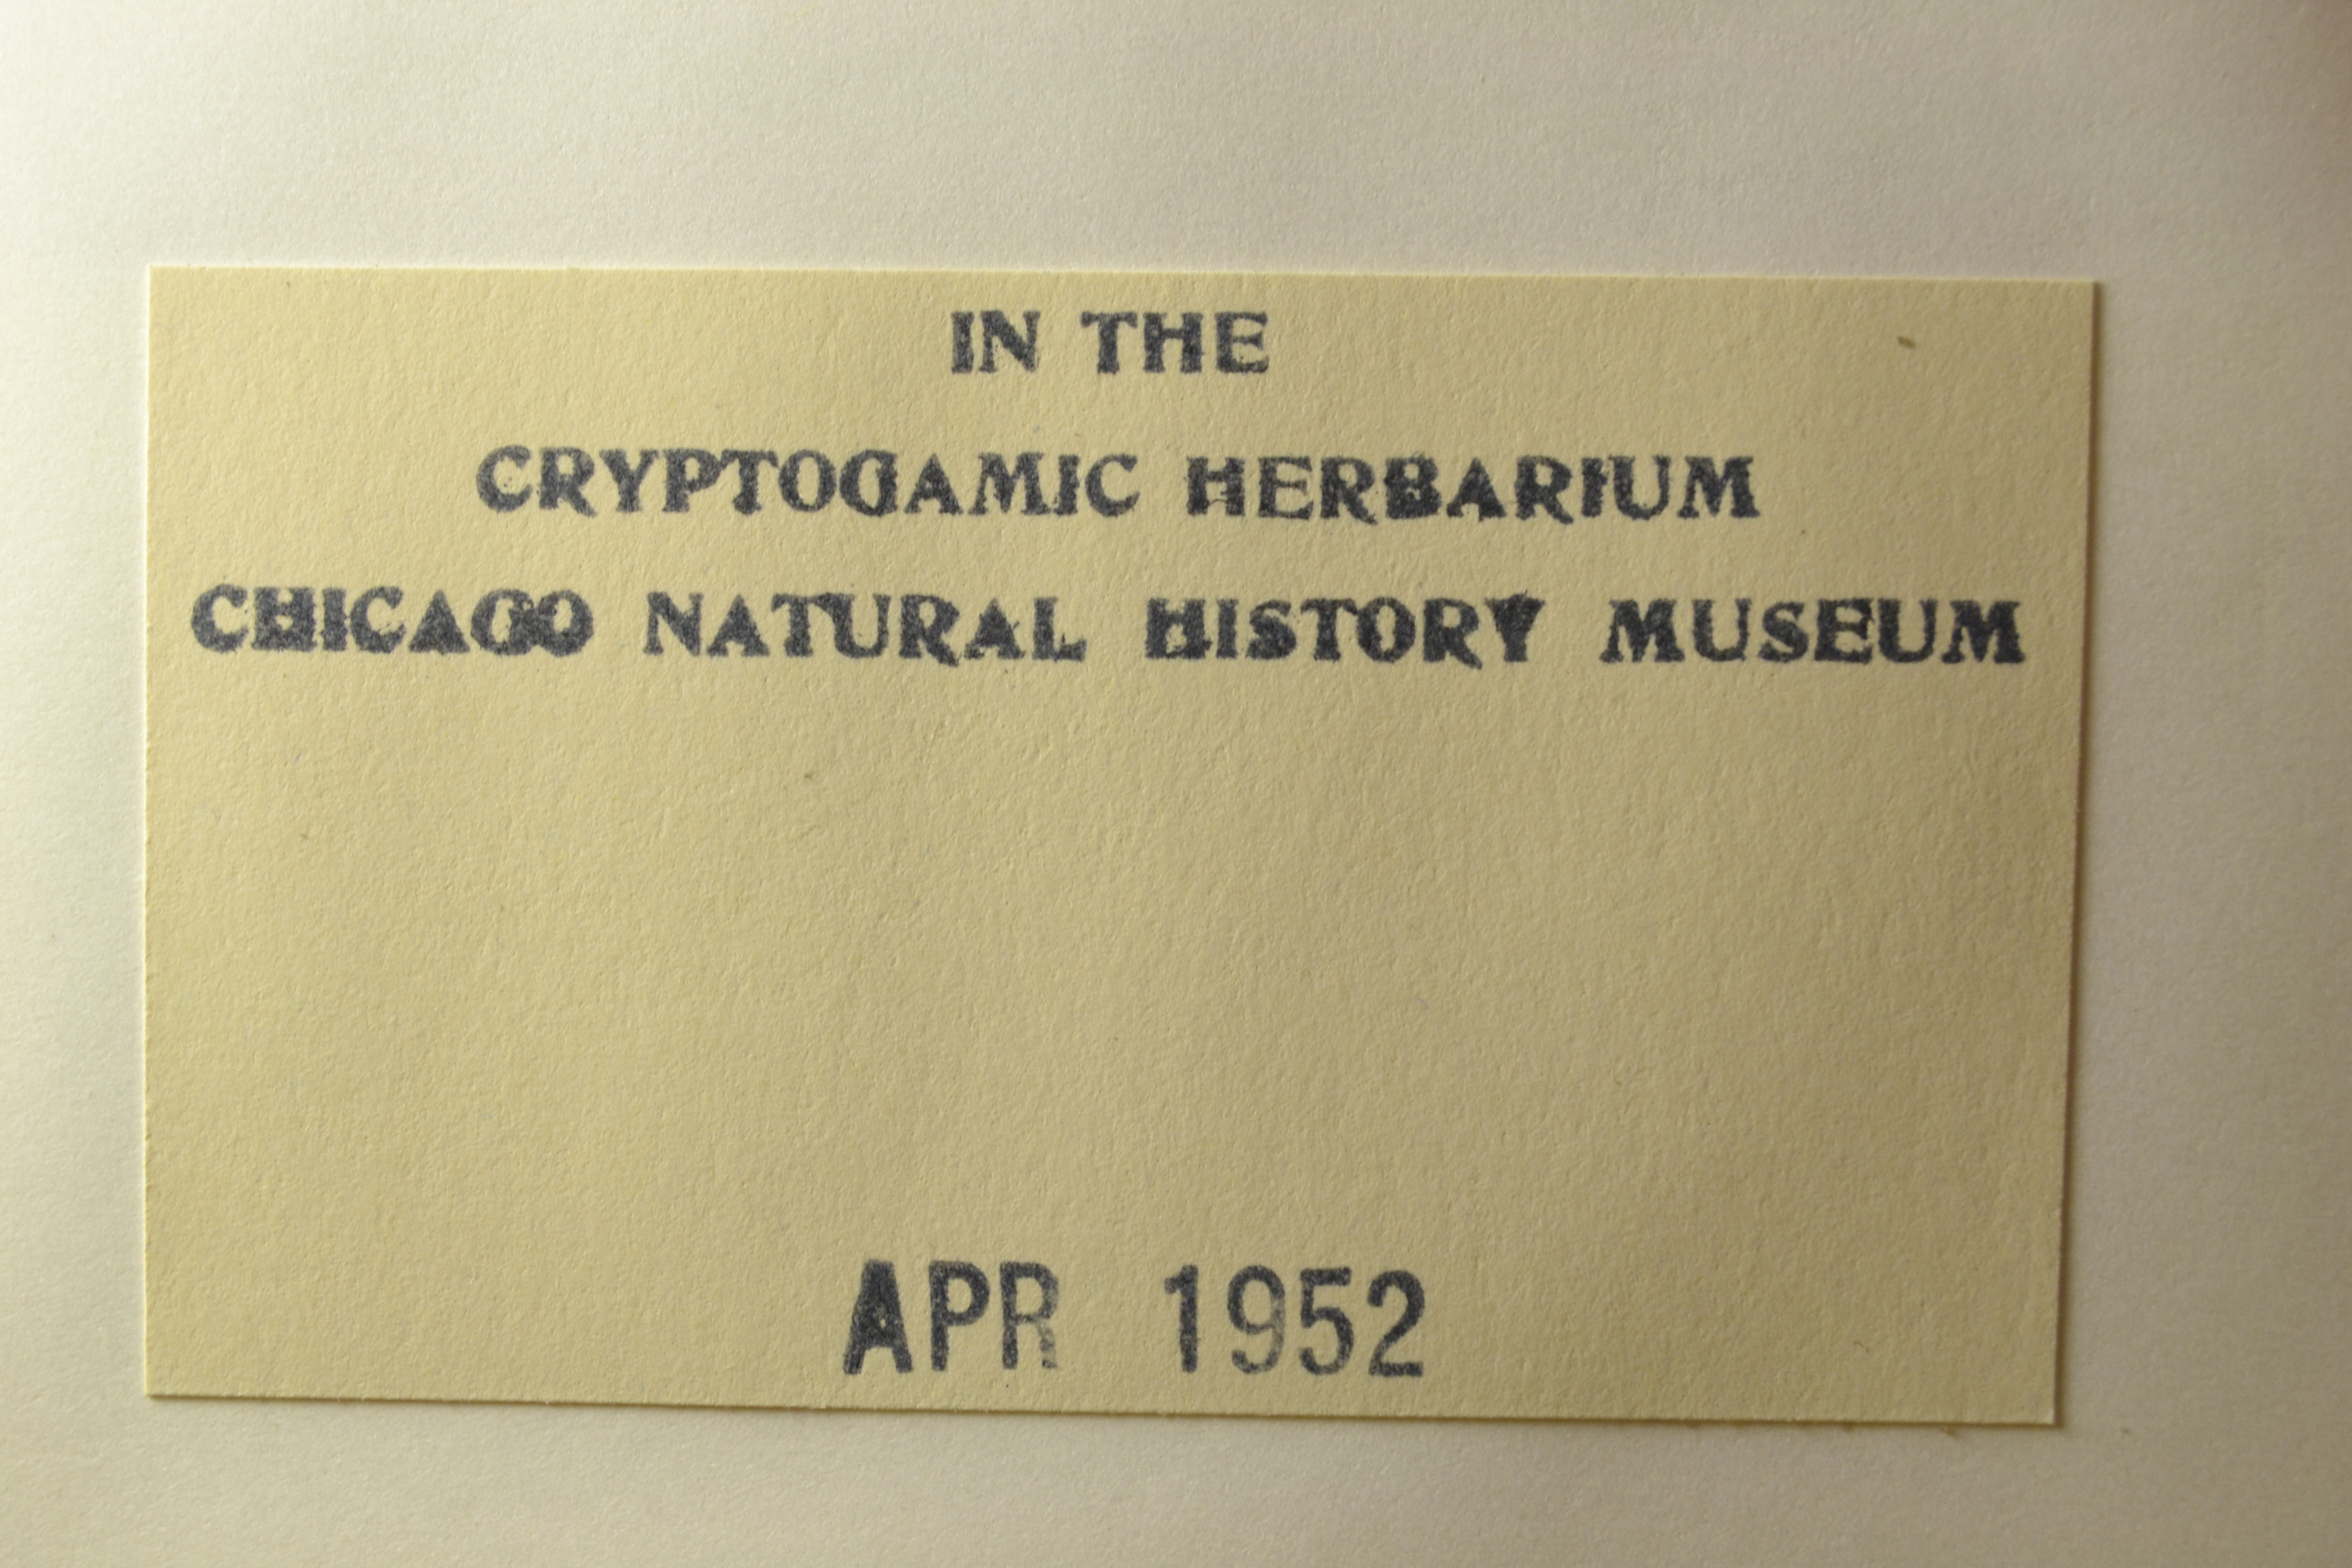 IN THE
CRYPTOGAMIC HERBARIUM
CHICAGO NATURAL HISTORY MUSEUM
APR 1952